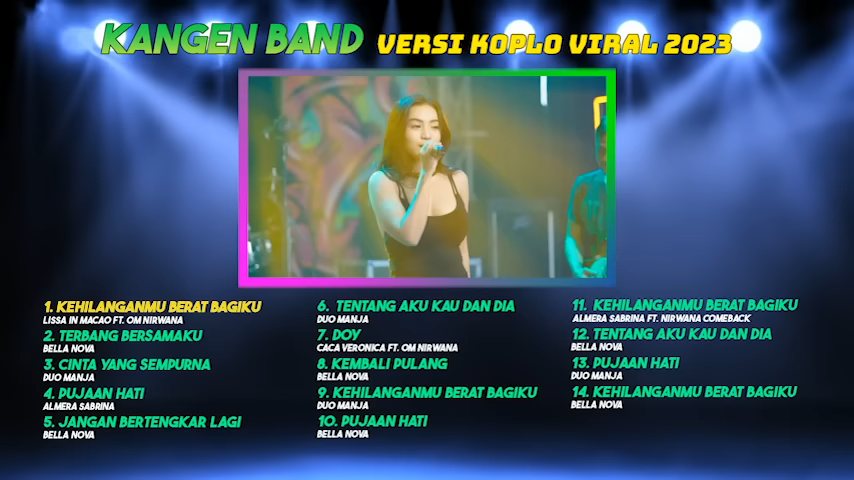 KANGEN BAND VERSI KOPLO VIRAL 2023
1. KEHILANGANMU BERAT BAGIKU
LISSA IN MACAO FT. OM NIRWANA
2. TERBANG BERSAMAKU
BELLA NOVA
3. CINTA YANG SEMPURNA
DUO MANJA
4. PUJAAN HATI
ALMERA SABRINA
5. JANGAN BERTENGKAR LAGI
BELLA NOVA
6. TENTANG AKU KAU DAN DIA
DUO MANJA
7. DOY
CACA VERONICA FT. OM NIRWANA
8. KEMBALI PULANG
BELLA NOVA
9. KEHILANGANMU BERAT BAGIKU
DUO MANJA
10. PUJAAN HATI
BELLA NOVA
11. KEHILANGANMU BERAT BAGIKU
ALMERA SABRINA FT. NIRWANA COMEBACK
12. TENTANG AKU KAU DAN DIA
BELLA NOVA
13. PUJAAN HATI
DUO MANJA
14. KEHILANGANMU BERAT BAGIKU
BELLA NOVA